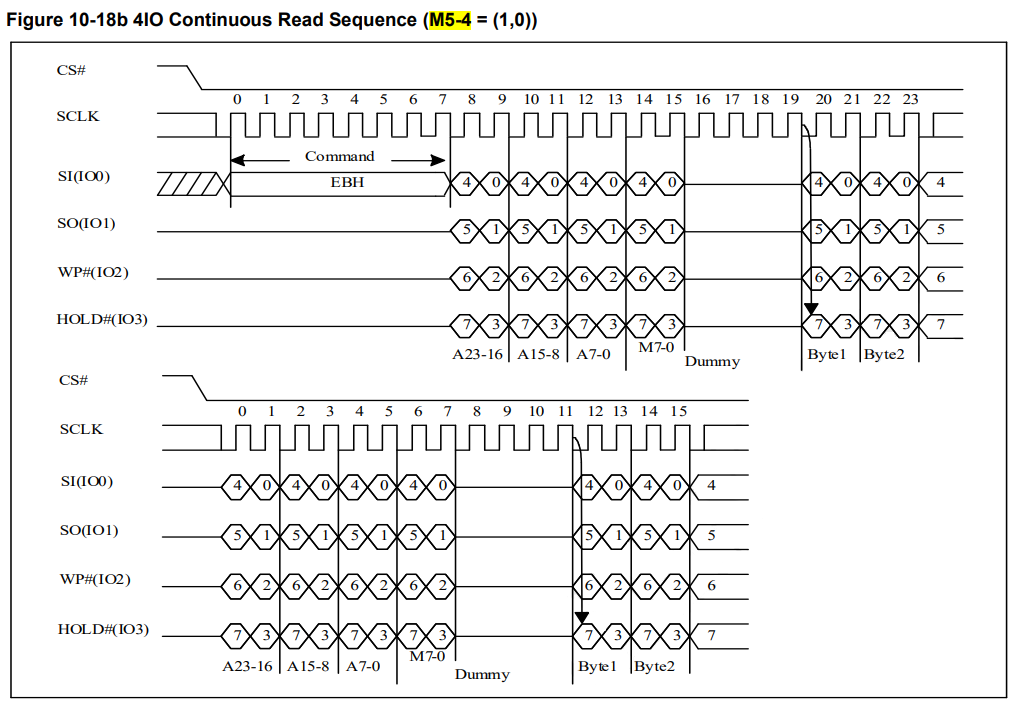 Figure 10-18b 4IO Continuous Read Sequence (M5-4 = (1,0))
CS#
0 1 2 3 4 5 6 7 8 9 10 11 12 13 14 15 16 17 18 19 20 21 22 23
SCLK
Command
SI(IO0) EBH 4 0 4 0 4 0 4 0 4 0 4 0 4
SO(IO1) 5 1 5 1 5 1 5 1 5 1 5 1 5
WP#(IO2) 6 2 6 2 6 2 6 2 6 2 6 2 6
HOLD#(IO3) 7 3 7 3 7 3 7 3 7 3 7 3 7
A23-16 A15-8 A7-0 M7-0 Dummy Byte1 Byte2
CS#
0 1 2 3 4 5 6 7 8 9 10 11 12 13 14 15
SCLK
SI(IO0) 4 0 4 0 4 0 4 0 4 0 4 0 4
SO(IO1) 5 1 5 1 5 1 5 1 5 1 5 1 5
WP#(IO2) 6 2 6 2 6 2 6 2 6 2 6 2 6
HOLD#(IO3) 7 3 7 3 7 3 7 3 7 3 7 3 7
A23-16 A15-8 A7-0 M7-0 Dummy Byte1 Byte2